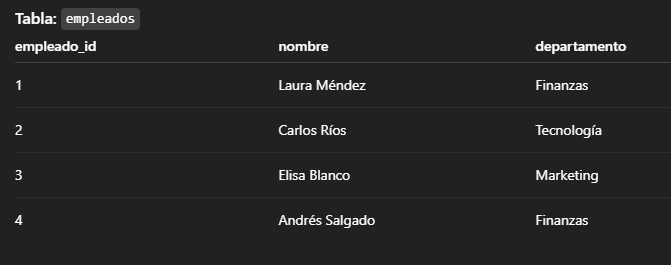 Tabla: empleados
empleado_id nombre departamento
1 Laura Méndez Finanzas
2 Carlos Ríos Tecnología
3 Elisa Blanco Marketing
4 Andrés Salgado Finanzas